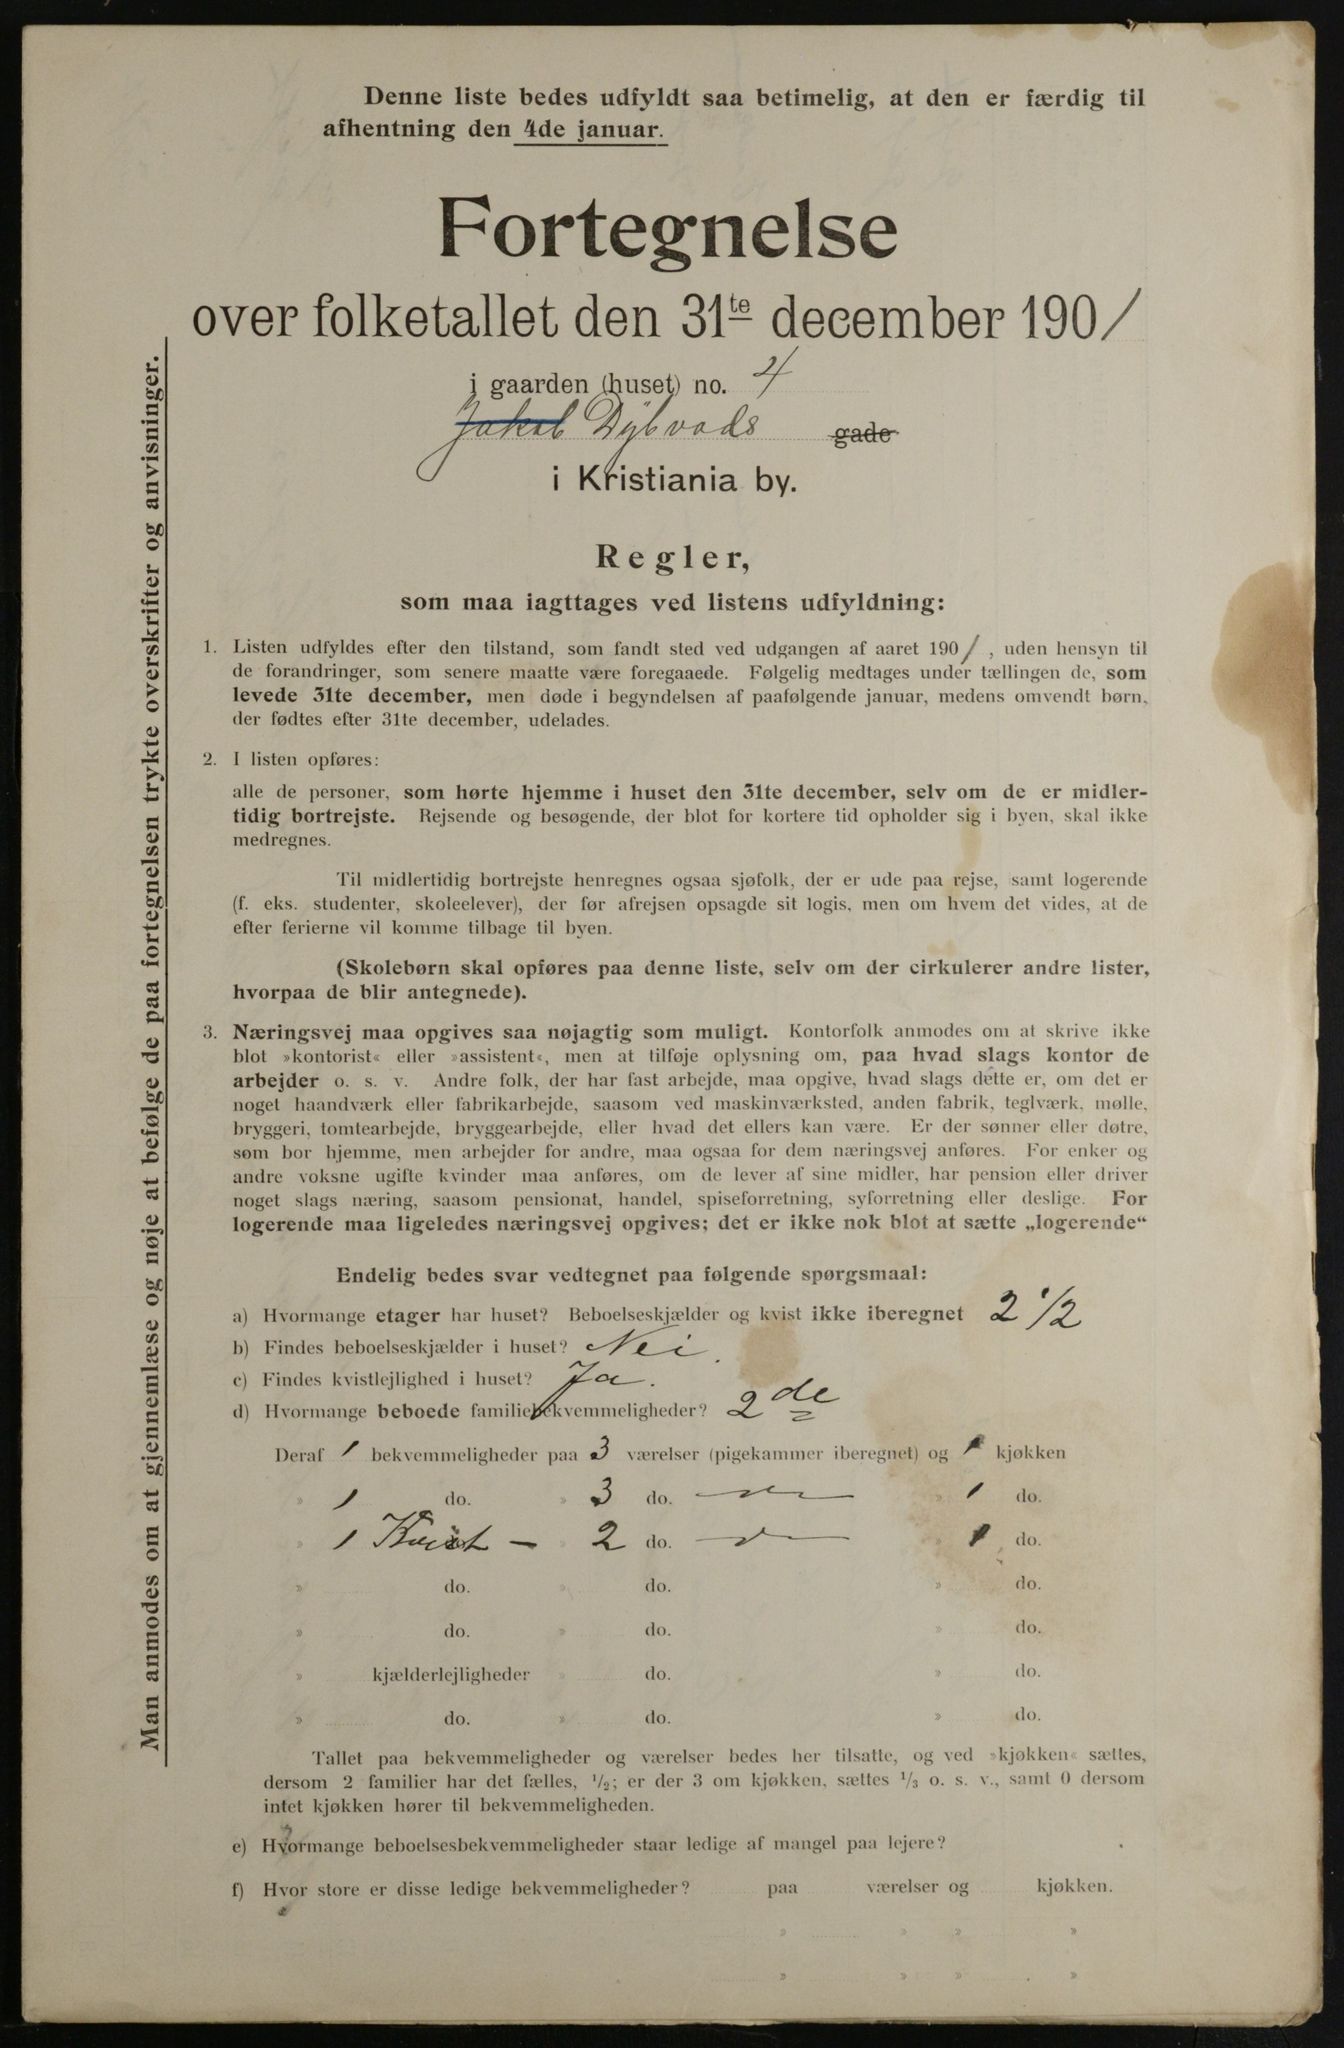 Denne liste bedes udfyldt saa betimelig, at den er færdig til
afhentning den 4de januar.
Fortegnelse
over folketallet den 31te december 1901
i gaarden (huset) no. 4
Jakob Dybvads gade
i Kristiania by.
Regler,
som maa iagttages ved listens udfyldning:
1. Listen udfyldes efter den tilstand, som fandt sted ved udgangen af aaret 1901, uden hensyn til
de forandringer, som senere maatte være foregaaede. Følgelig medtages under tællingen de, som
levede 31te december, men døde i begyndelsen af paafølgende januar, medens omvendt børn,
der fødtes efter 31te december, udelades.
2. I listen opføres:
alle de personer, som hørte hjemme i huset den 31te december, selv om de er midler-
tidig bortrejste. Rejsende og besøgende, der blot for kortere tid opholder sig i byen, skal ikke
medregnes.
Til midlertidig bortrejste henregnes ogsaa sjøfolk, der er ude paa rejse, samt logerende
(f. eks. studenter, skoleelever), der før afrejsen opsagde sit logis, men om hvem det vides, at de
efter ferierne vil komme tilbage til byen.
(Skolebørn skal opføres paa denne liste, selv om der cirkulerer andre lister,
hvorpaa de blir antegnede).
3. Næringsvej maa opgives saa nøjagtig som muligt. Kontorfolk anmodes om at skrive ikke
blot »kontorist« eller »assistent«, men at tilføje oplysning om, paa hvad slags kontor de
arbejder o. s. v. Andre folk, der har fast arbejde, maa opgive, hvad slags dette er, om det er
noget haandværk eller fabrikarbejde, saasom ved maskinværksted, anden fabrik, teglværk, mølle,
bryggeri, tomtearbejde, bryggearbejde, eller hvad det ellers kan være. Er der sønner eller døtre,
som bor hjemme, men arbejder for andre, maa ogsaa for dem næringsvej anføres. For enker og
andre voksne ugifte kvinder maa anføres, om de lever af sine midler, har pension eller driver
noget slags næring, saasom pensionat, handel, spiseforretning, syforretning eller deslige. For
logerende maa ligeledes næringsvej opgives; det er ikke nok blot at sætte „logerende“
Endelig bedes svar vedtegnet paa følgende spørgsmaal:
a) Hvormange etager har huset? Beboelseskjælder og kvist ikke iberegnet 2 1/2
b) Findes beboelseskjælder i huset? Nei.
c) Findes kvistlejlighed i huset? Ja.
d) Hvormange beboede familiebekvemmeligheder? 2de
Deraf 1 bekvemmeligheder paa 3 værelser (pigekammer iberegnet) og 1 kjøkken
» 1 do. » 3 do. » 1 do.
» 1 Kvist — » 2 do. » 1 do.
» do. » do. » do.
» do. » do. » do.
» kjælderlejligheder » do. » do.
» do. » do. » do.
Tallet paa bekvemmeligheder og værelser bedes her tilsatte, og ved »kjøkken« sættes,
dersom 2 familier har det fælles, 1/2; er der 3 om kjøkken, sættes 1/3 o. s. v., samt 0 dersom
intet kjøkken hører til bekvemmeligheden.
e) Hvormange beboelsesbekvemmeligheder staar ledige af mangel paa lejere?
f) Hvor store er disse ledige bekvemmeligheder? paa værelser og kjøkken.
» » » »
» » » »
Man anmodes om at gjennemlæse og nøje at befølge de paa fortegnelsen trykte overskrifter og anvisninger.